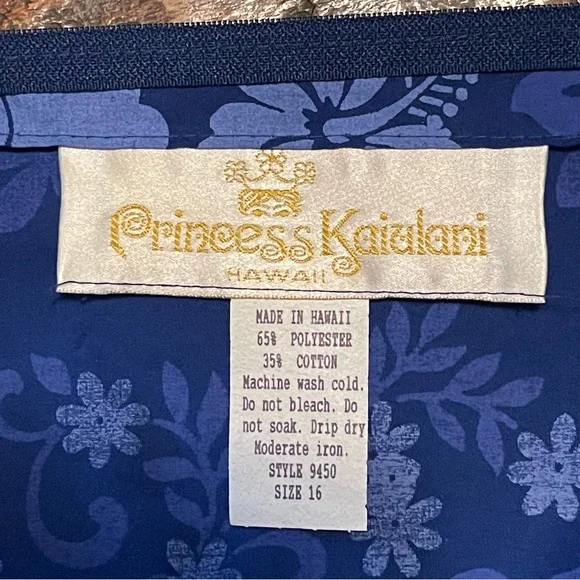 Princess Kaiulani
HAWAII
MADE IN HAWAII
65% POLYESTER
35% COTTON
Machine wash cold.
Do not bleach. Do
not soak. Drip dry
Moderate iron.
STYLE 9450
SIZE 16